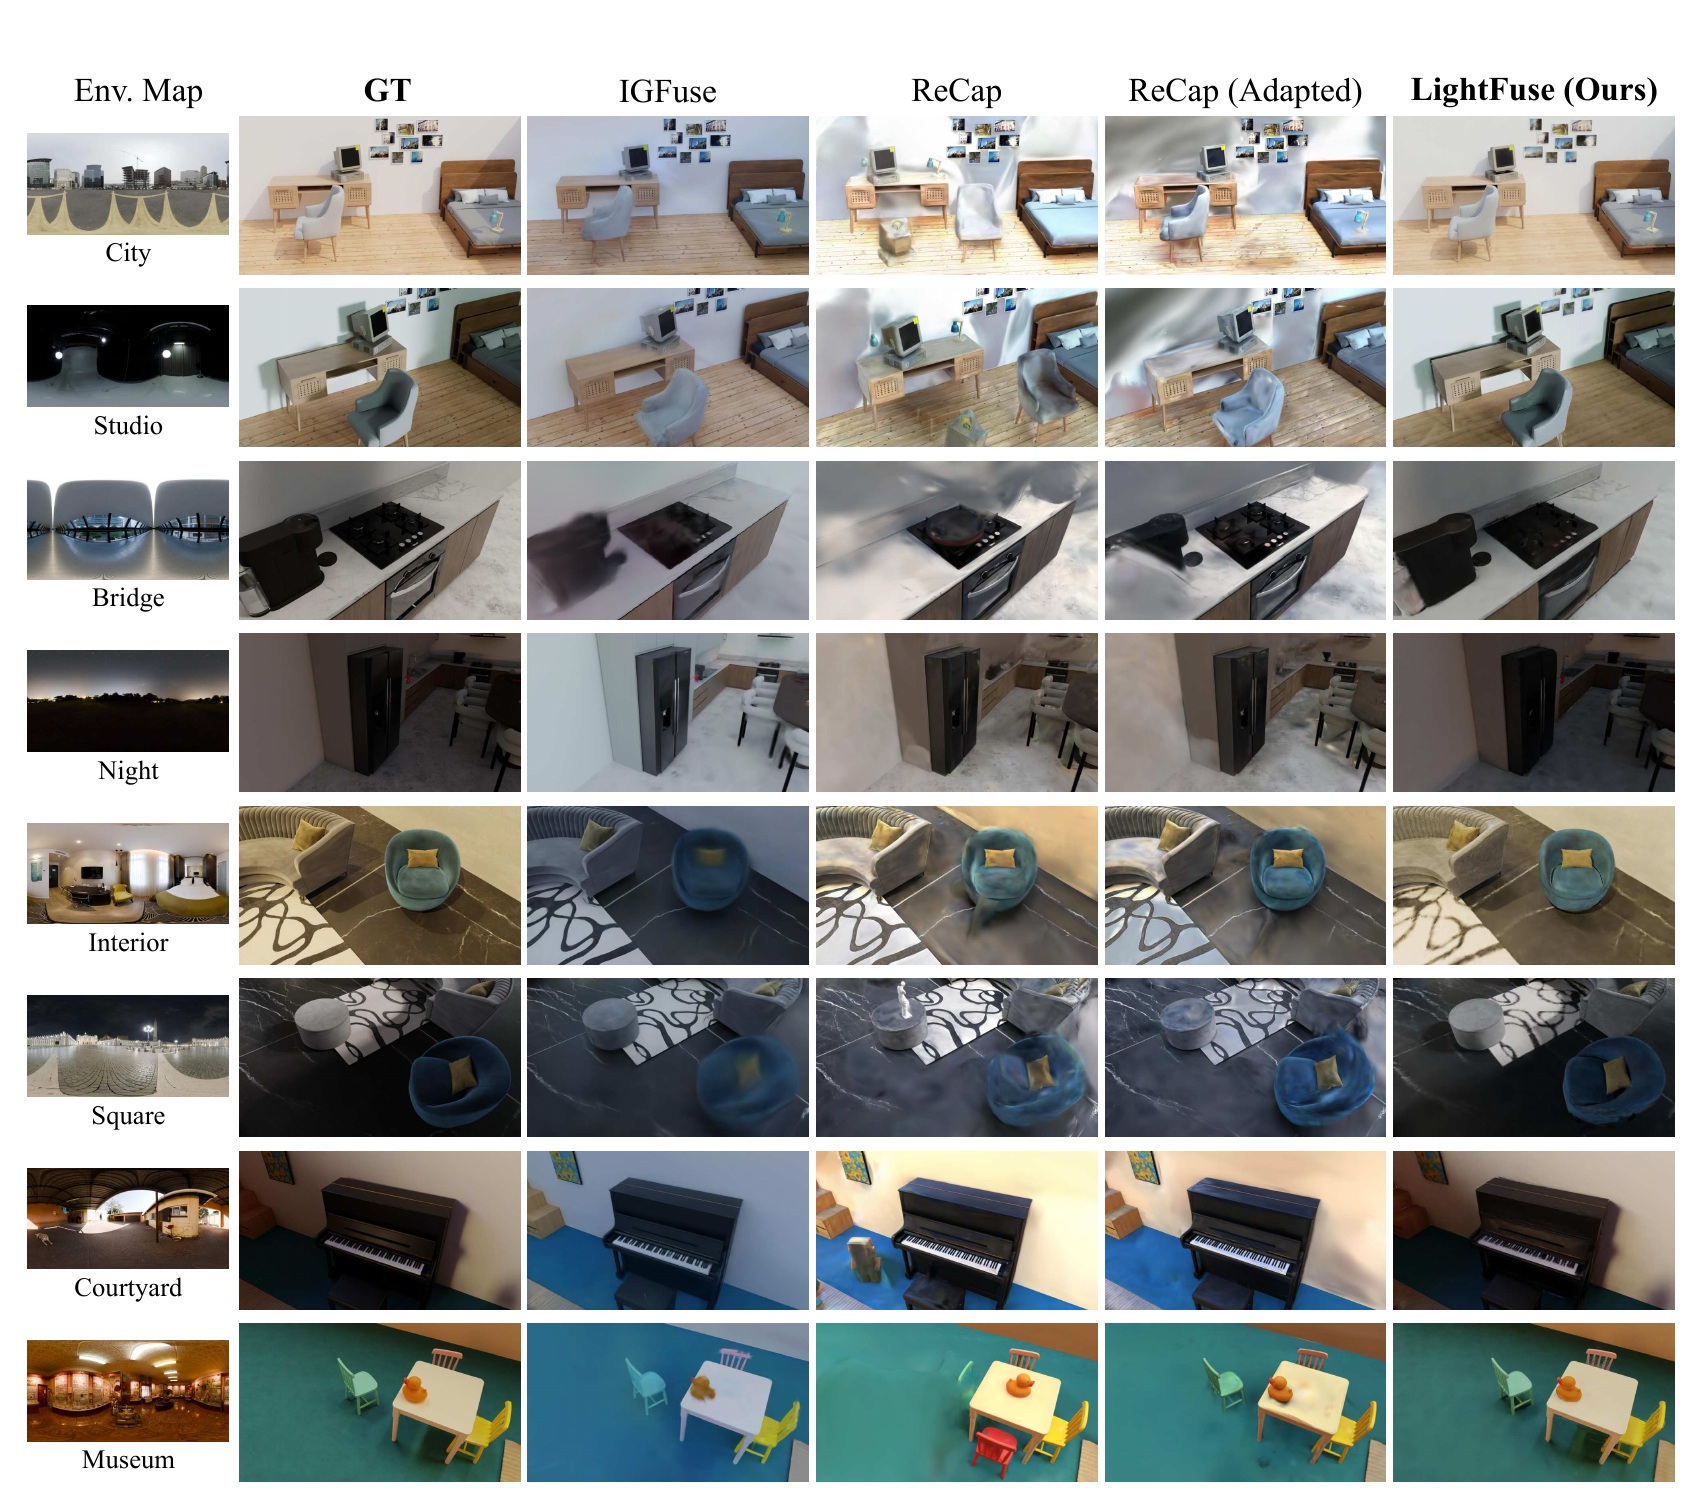 Env. Map GT IGFuse ReCap ReCap (Adapted) LightFuse (Ours)
City
Studio
Bridge
Night
Interior
Square
Courtyard
Museum